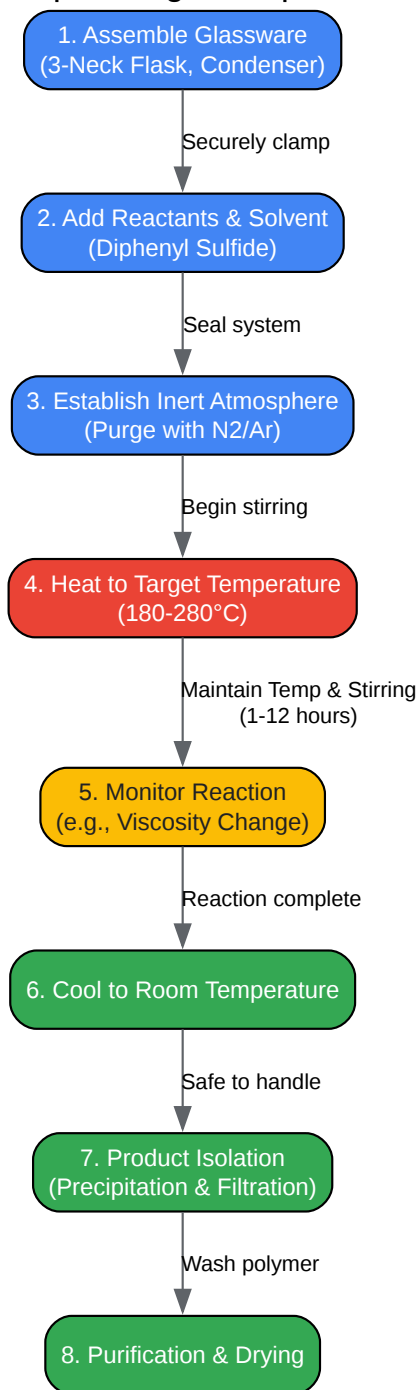 1. Assemble Glassware
(3-Neck Flask, Condenser)
Securely clamp
2. Add Reactants & Solvent
(Diphenyl Sulfide)
Seal system
3. Establish Inert Atmosphere
(Purge with N2/Ar)
Begin stirring
4. Heat to Target Temperature
(180-280°C)
Maintain Temp & Stirring
(1-12 hours)
5. Monitor Reaction
(e.g., Viscosity Change)
Reaction complete
6. Cool to Room Temperature
Safe to handle
7. Product Isolation
(Precipitation & Filtration)
Wash polymer
8. Purification & Drying